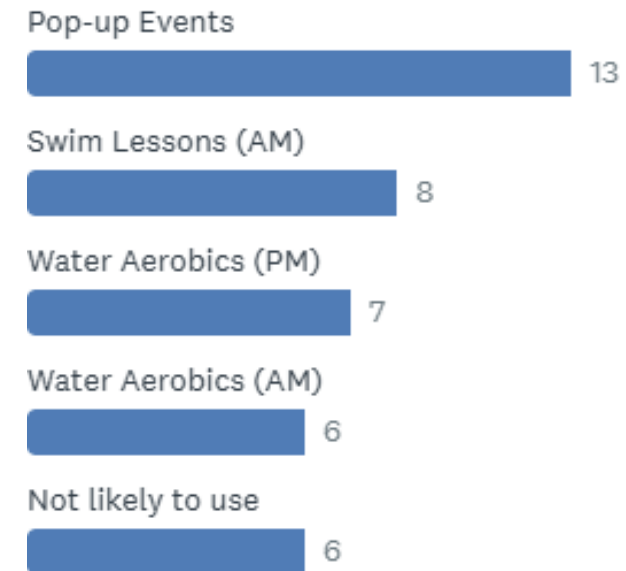 Pop-up Events
13
Swim Lessons (AM)
8
Water Aerobics (PM)
7
Water Aerobics (AM)
6
Not likely to use
6